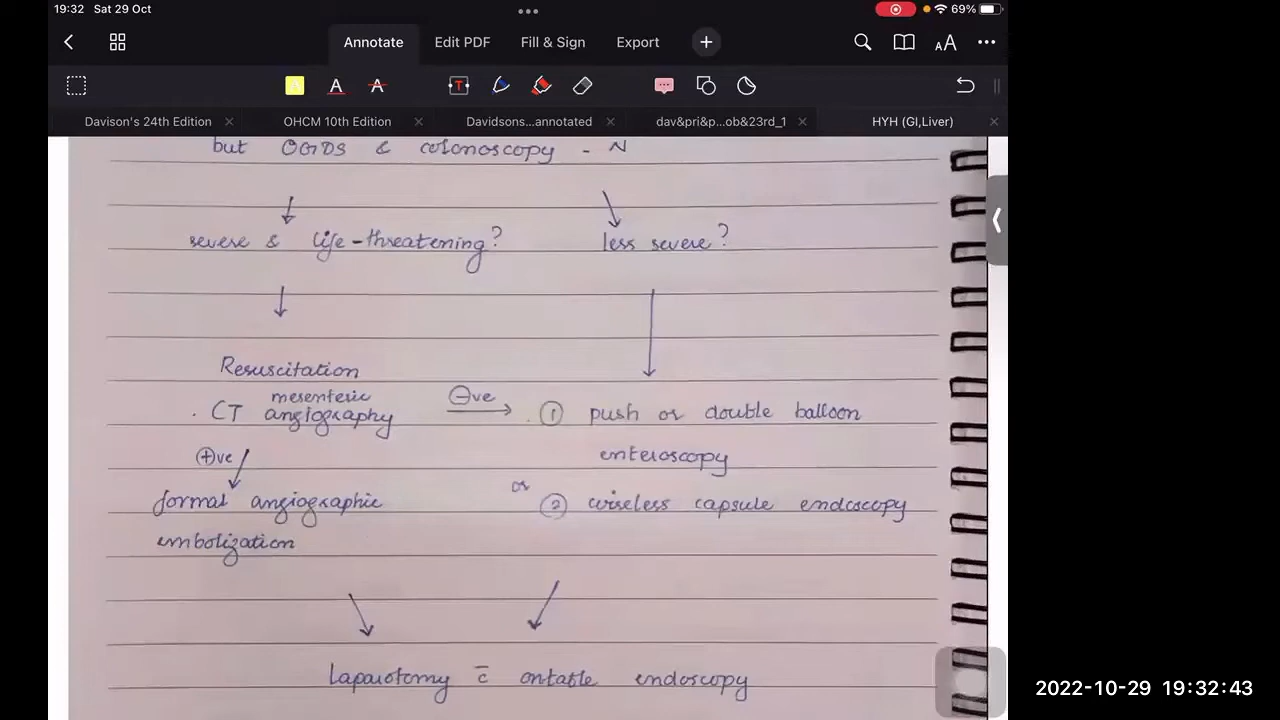 19:32 Sat 29 Oct
69%
Annotate Edit PDF Fill & Sign Export
Davison's 24th Edition OHCM 10th Edition Davidsons...annotated dav&pri&p...ob&23rd_1 HYH (GI,Liver)
but OGDS & colonoscopy - N
severe & life-threatening? less severe?
Resuscitation
mesenteric
. CT angiography ⊖ve . ① push or double balloon
⊕ve enteroscopy
or
formal angiographic ② wireless capsule endoscopy
embolization
Laparotomy c̄ ontable endoscopy
2022-10-29 19:32:43